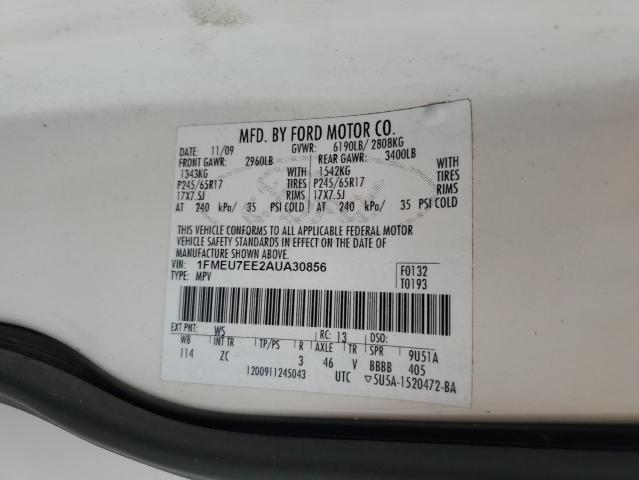 MFD. BY FORD MOTOR CO.
DATE: 11/09 GVWR: 6190LB/ 2808KG
FRONT GAWR: 2960LB REAR GAWR: 3400LB
1343KG WITH 1542KG WITH
P245/65R17 TIRES P245/65R17 TIRES
17X7.5J RIMS 17X7.5J RIMS
AT 240 kPa/ 35 PSI COLD AT 240 kPa/ 35 PSI COLD
THIS VEHICLE CONFORMS TO ALL APPLICABLE FEDERAL MOTOR
VEHICLE SAFETY STANDARDS IN EFFECT ON THE DATE OF
MANUFACTURE SHOWN ABOVE.
VIN: 1FMEU7EE2AUA30856 F0132
TYPE: MPV T0193
EXT PNT: WS RC: 13 DSO:
WB INT TR TP/PS R AXLE TR SPR 9U51A
114 ZC 3 46 V BBBB 405
1200911245043 UTC ▽5U5A-1520472-BA